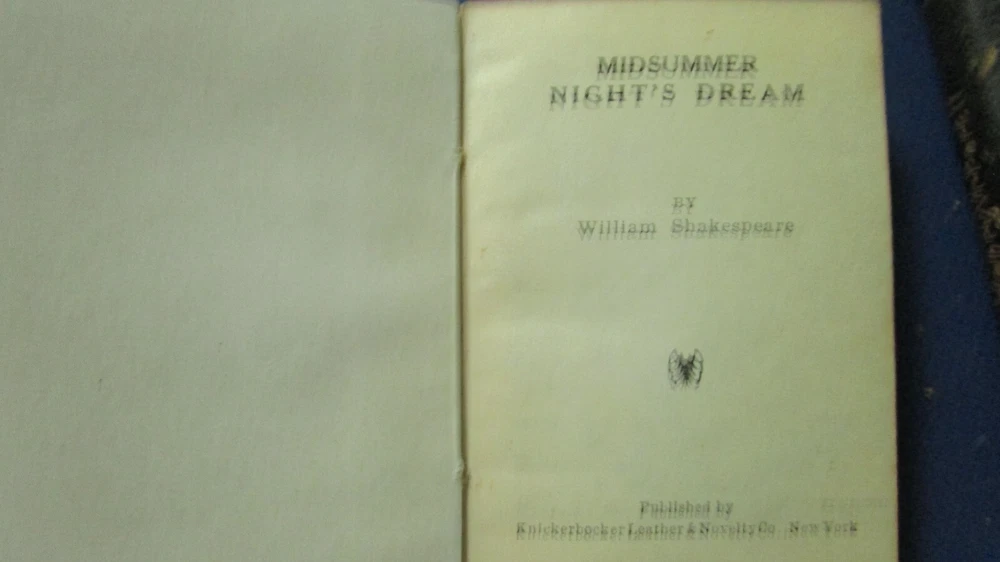 MIDSUMMER
NIGHT'S DREAM
BY
William Shakespeare
Published by
Knickerbocker Leather & Novelty Co. New York